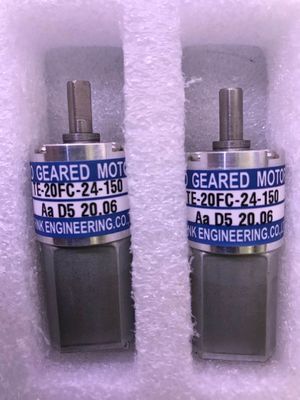 D GEARED MOTOR
TE-20FC-24-150
Aa D5 20.06
NK ENGINEERING.CO.,
D GEARED MOTO
TE-20FC-24-150
Aa D5 20.06
NK ENGINEERING.CO.